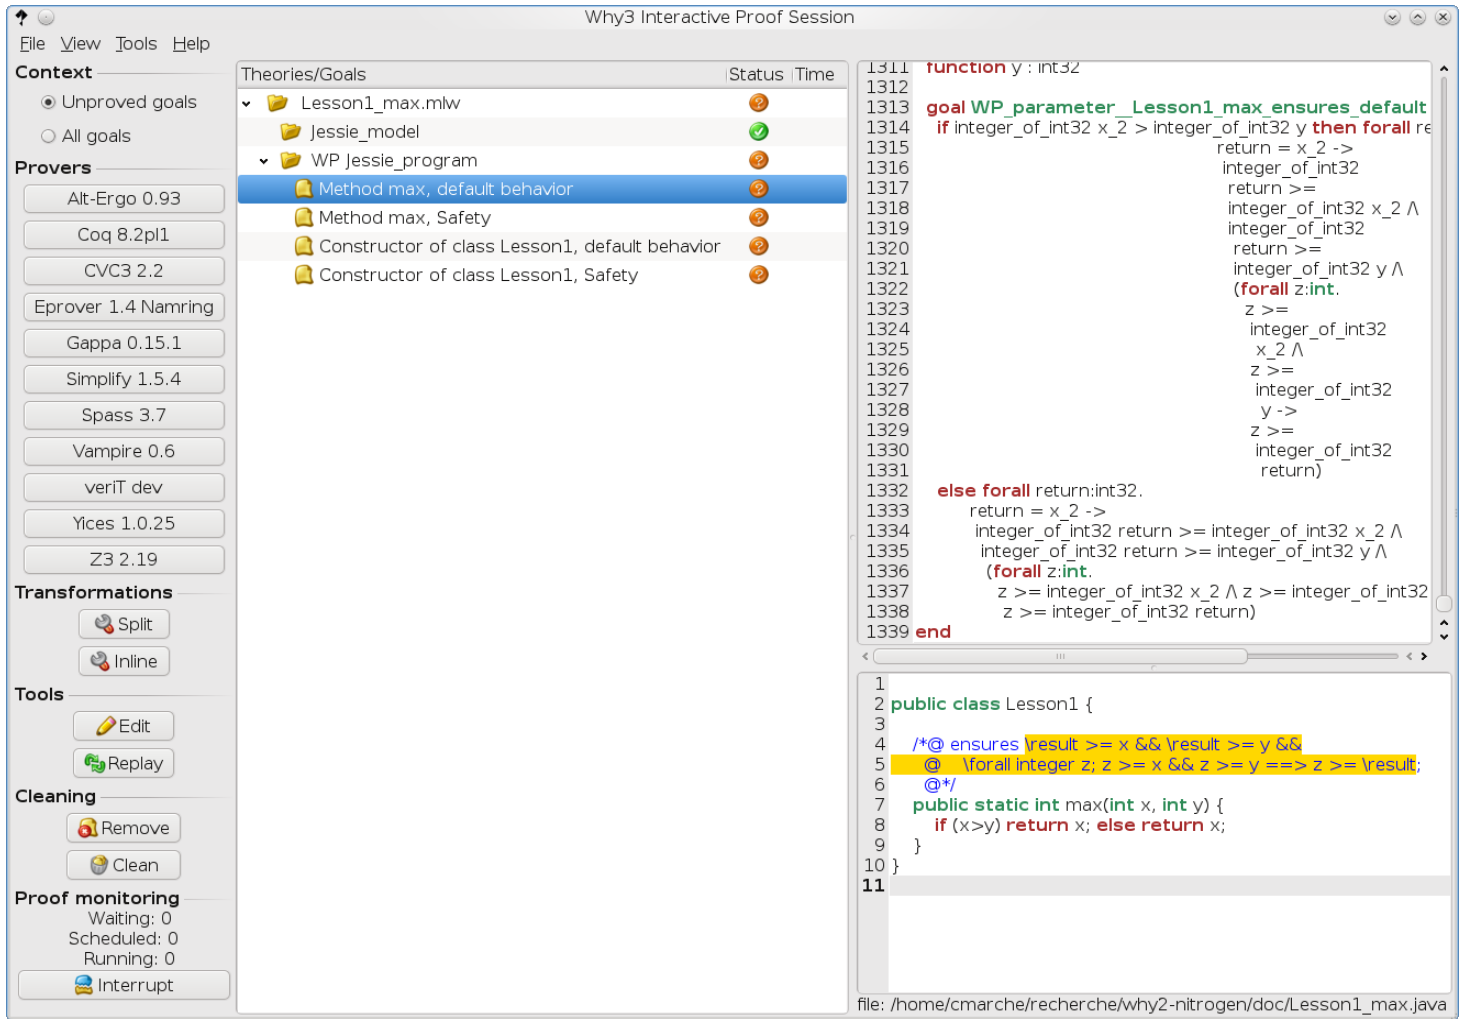 Why3 Interactive Proof Session
File View Tools Help
Context
Unproved goals
All goals
Provers
Alt-Ergo 0.93
Coq 8.2pl1
CVC3 2.2
Eprover 1.4 Namring
Gappa 0.15.1
Simplify 1.5.4
Spass 3.7
Vampire 0.6
veriT dev
Yices 1.0.25
Z3 2.19
Transformations
Split
Inline
Tools
Edit
Replay
Cleaning
Remove
Clean
Proof monitoring
Waiting: 0
Scheduled: 0
Running: 0
Interrupt
Theories/Goals Status Time
Lesson1_max.mlw
Jessie_model
WP Jessie_program
Method max, default behavior
Method max, Safety
Constructor of class Lesson1, default behavior
Constructor of class Lesson1, Safety
1311 function y : int32
1312
1313 goal WP_parameter__Lesson1_max_ensures_default
1314 if integer_of_int32 x_2 > integer_of_int32 y then forall re
1315 return = x_2 ->
1316 integer_of_int32
1317 return >=
1318 integer_of_int32 x_2 /\
1319 integer_of_int32
1320 return >=
1321 integer_of_int32 y /\
1322 (forall z:int.
1323 z >=
1324 integer_of_int32
1325 x_2 /\
1326 z >=
1327 integer_of_int32
1328 y ->
1329 z >=
1330 integer_of_int32
1331 return)
1332 else forall return:int32.
1333 return = x_2 ->
1334 integer_of_int32 return >= integer_of_int32 x_2 /\
1335 integer_of_int32 return >= integer_of_int32 y /\
1336 (forall z:int.
1337 z >= integer_of_int32 x_2 /\ z >= integer_of_int32
1338 z >= integer_of_int32 return)
1339 end
1
2 public class Lesson1 {
3
4 /*@ ensures \result >= x && \result >= y &&
5 @ \forall integer z; z >= x && z >= y ==> z >= \result;
6 @*/
7 public static int max(int x, int y) {
8 if (x>y) return x; else return x;
9 }
10 }
11
file: /home/cmarche/recherche/why2-nitrogen/doc/Lesson1_max.java